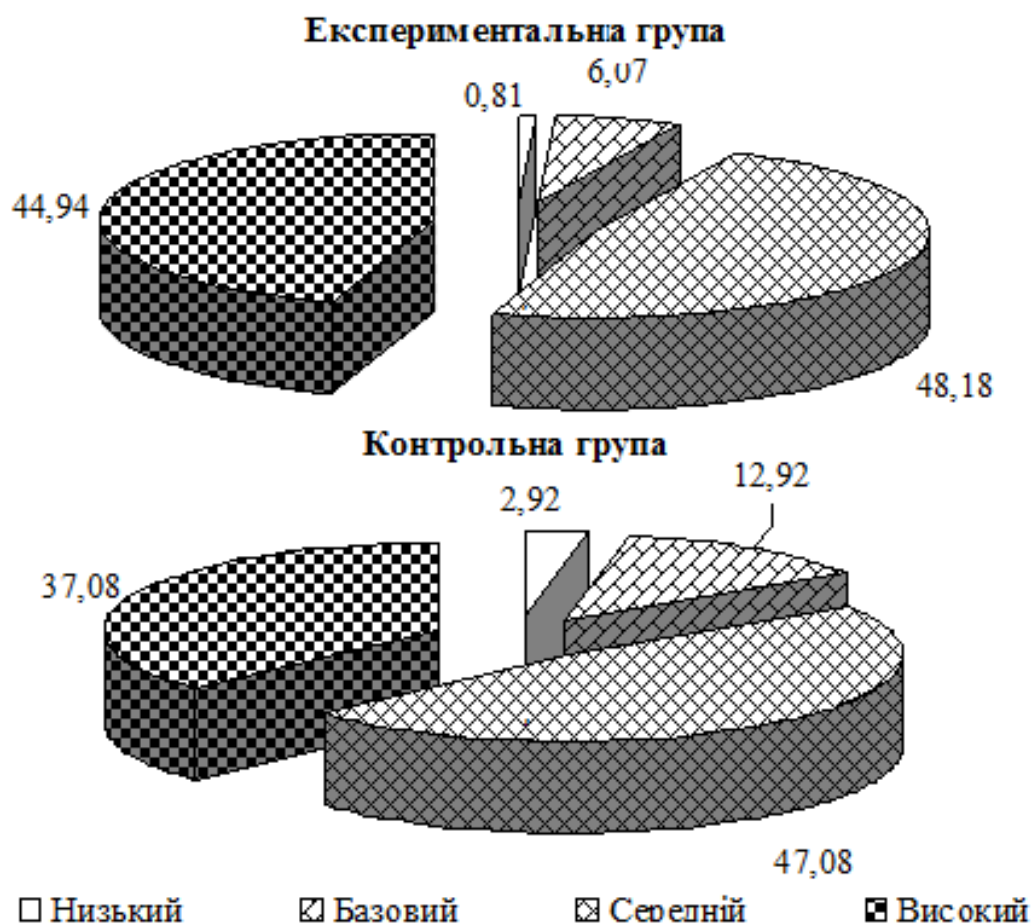 Експериментальна група
6,07
0,81
44,94
48,18
Контрольна група
2,92
12,92
37,08
47,08
Низький Базовий Середній Високий